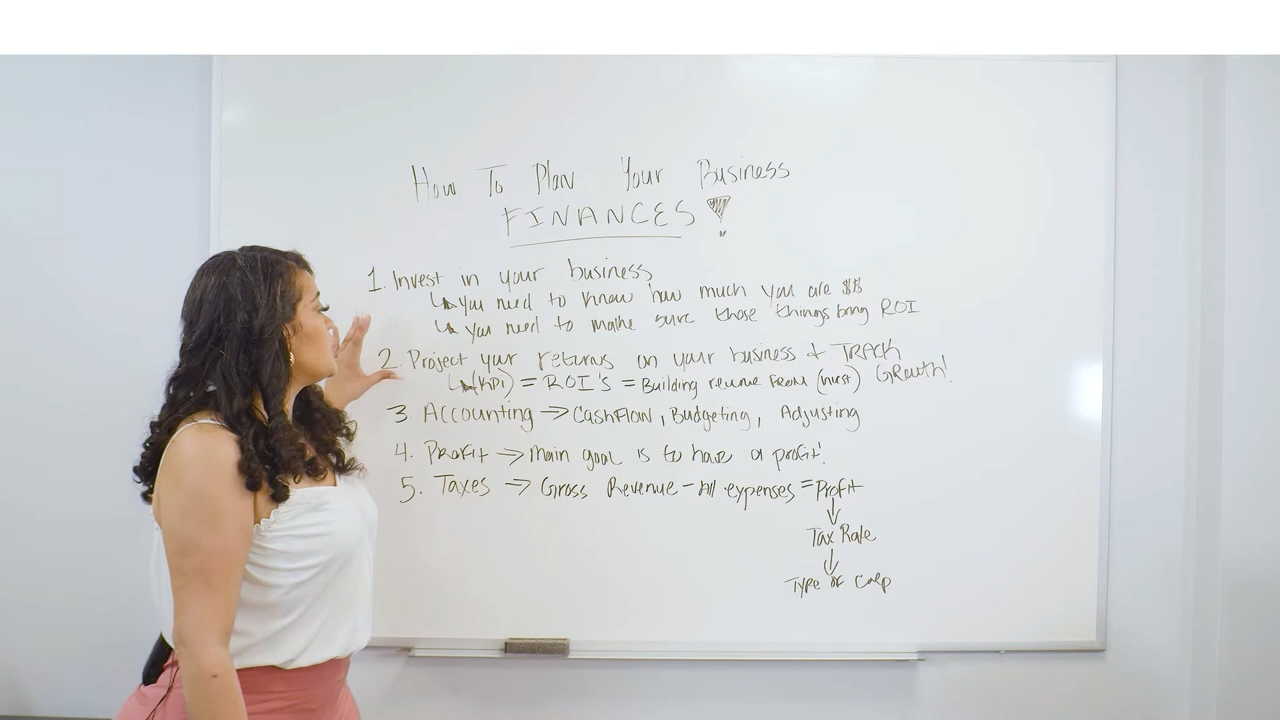 How To Plan Your Business
FINANCES!
1. Invest in your business
↳ you need to know how much you are $$
↳ you need to make sure those things bring ROI
2. Project your returns on your business + TRACK
↳ (KPI) = ROI's = Building revenue FROM (invest) Growth!
3 Accounting → CashFlow, Budgeting, Adjusting
4. Profit → Main goal is to have a profit!
5. Taxes → Gross Revenue - All expenses = Profit
↓
Tax Rate
↓
Type of Corp